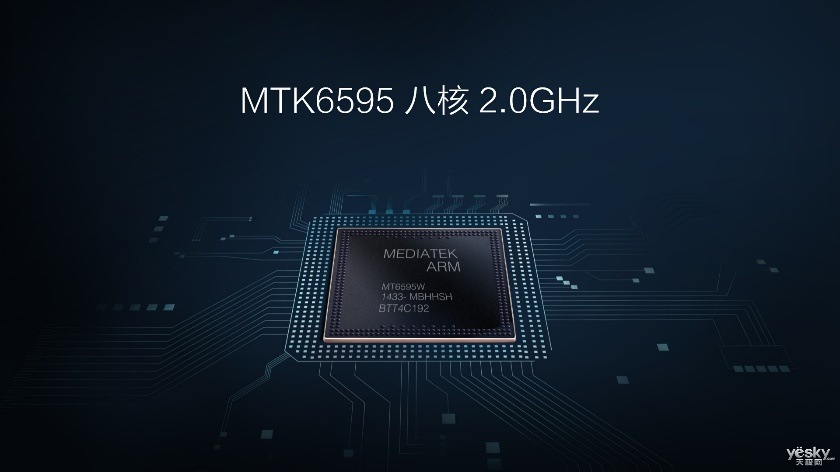 MTK6595 八核 2.0GHz
MEDIATEK
ARM
MT6595W
1433- MBHHSH
BTT4C192
yesky
天极网